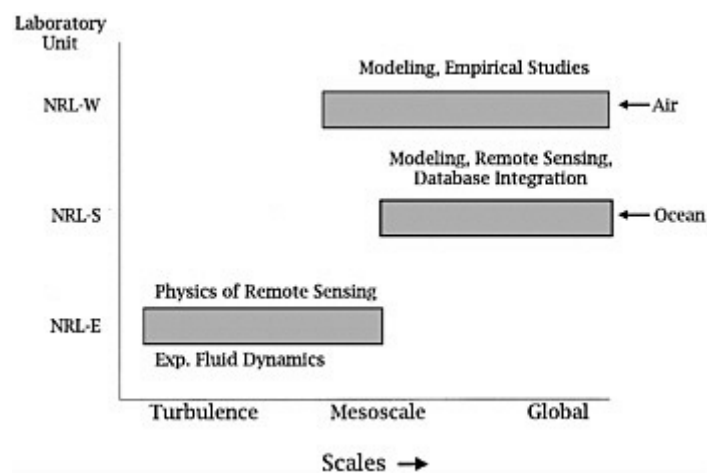 Laboratory
Unit
Modeling, Empirical Studies
NRL-W
Air
Modeling, Remote Sensing,
Database Integration
NRL-S
Ocean
Physics of Remote Sensing
NRL-E
Exp. Fluid Dynamics
Turbulence Mesoscale Global
Scales